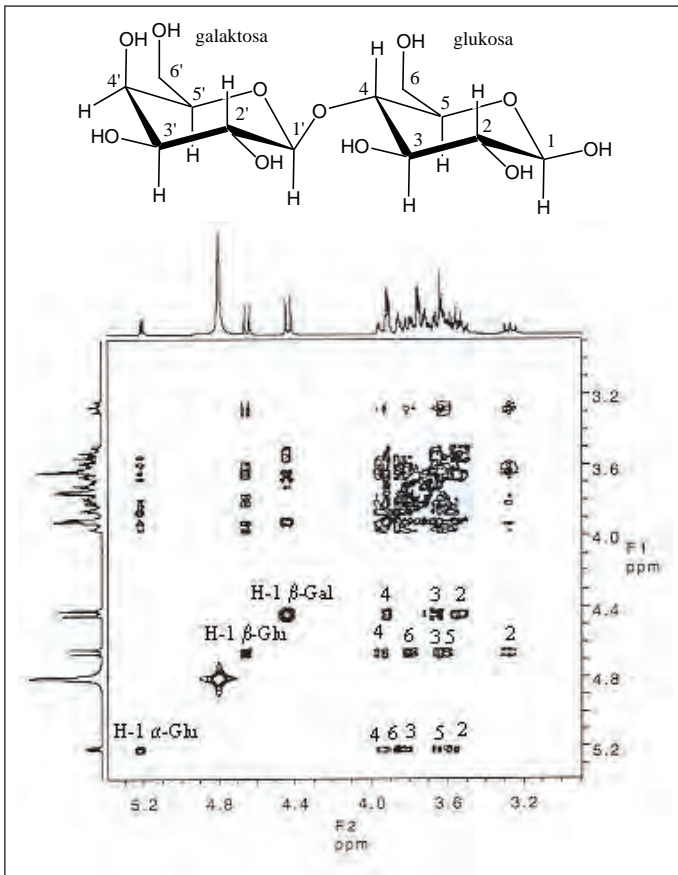 OH galaktosa glukosa
OH OH
H 6' H 6
4' O 4 O
5' H O 5 H
H 2' 1' 2 1
HO 3' HO 3 OH
H OH H OH
H H H H
3.2
3.6
4.0
F1
ppm
H-1 β-Gal 4 3 2
4.4
H-1 β-Glu 4 6 3 5 2
4.8
H-1 α-Glu 4 6 3 5 2
5.2
5.2 4.8 4.4 4.0 3.6 3.2
F2
ppm